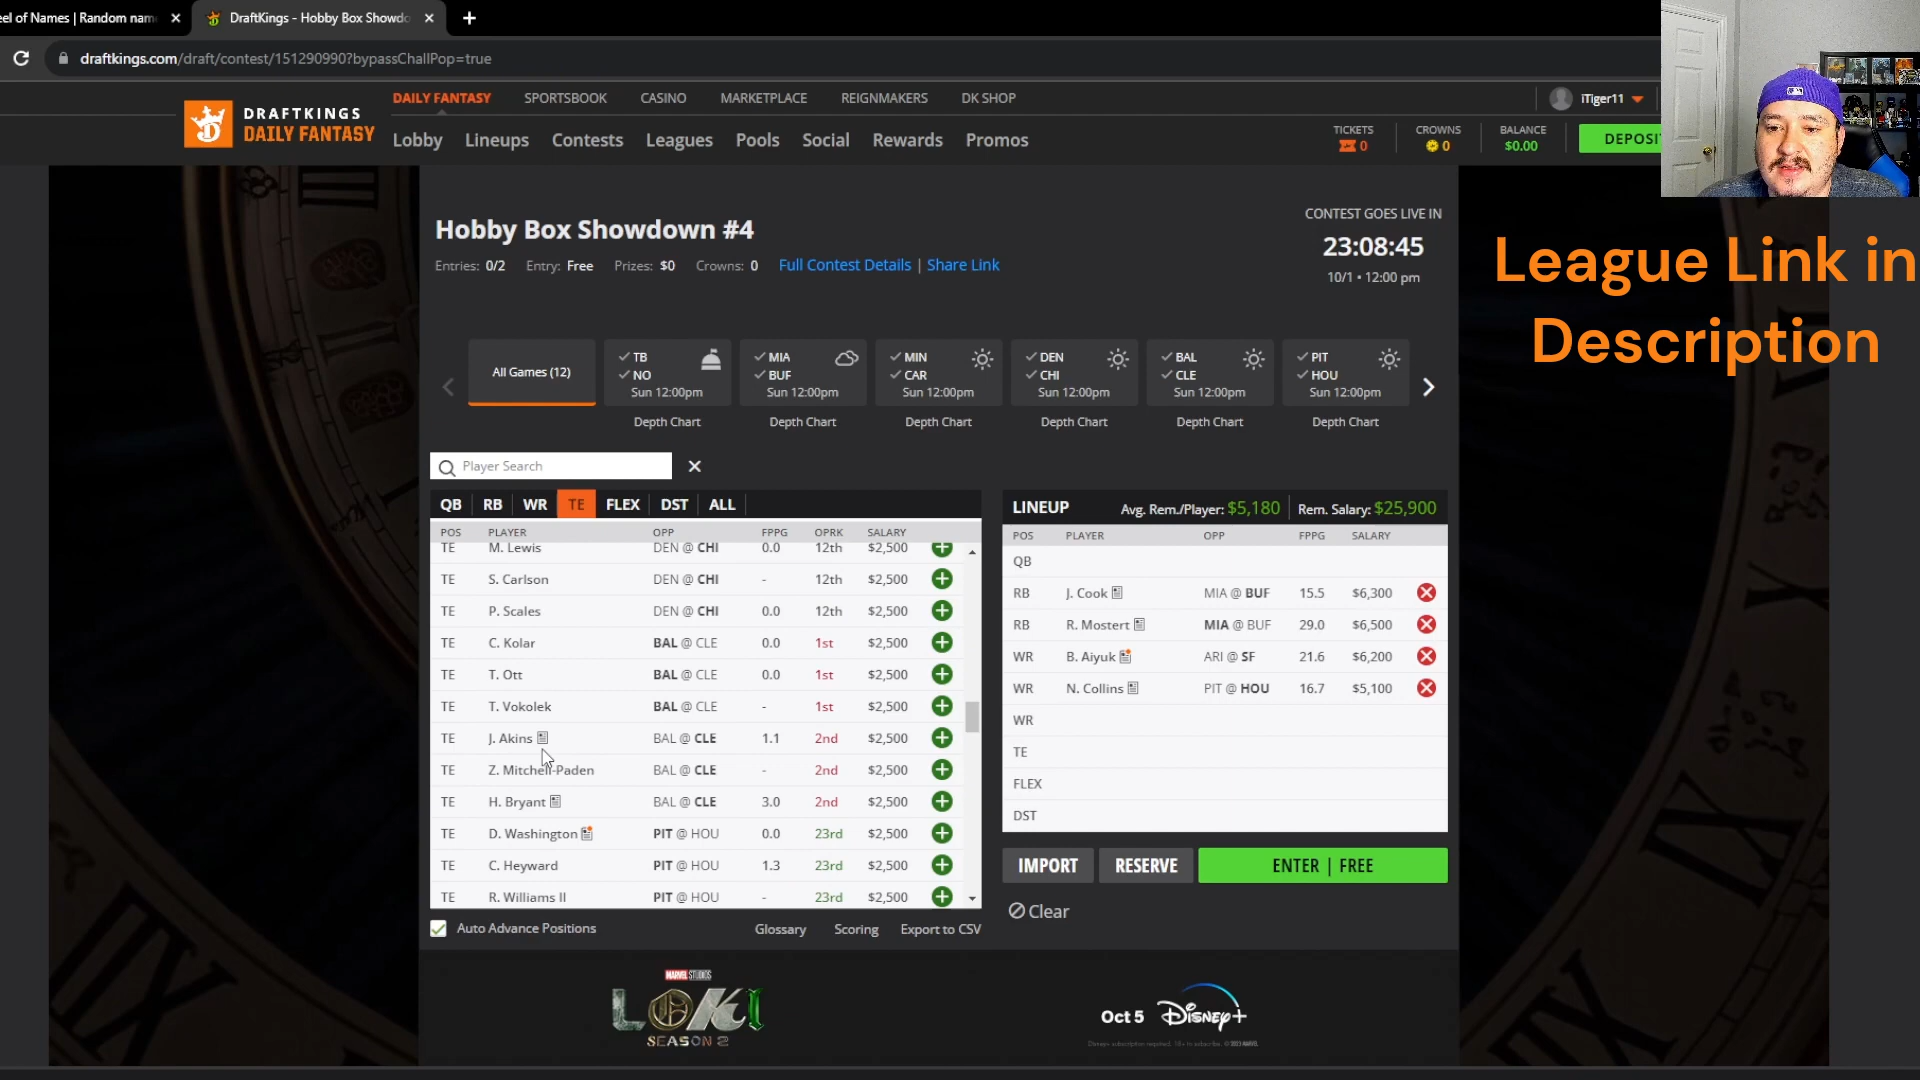 eel of Names | Random nam
DraftKings - Hobby Box Showdo
draftkings.com/draft/contest/151290990?bypassChallPop=true
DRAFTKINGS
DAILY FANTASY
DAILY FANTASY SPORTSBOOK CASINO MARKETPLACE REIGNMAKERS DK SHOP
iTiger11
Lobby Lineups Contests Leagues Pools Social Rewards Promos
TICKETS 0
CROWNS 0
BALANCE $0.00
DEPOSI
Hobby Box Showdown #4
Entries: 0/2 Entry: Free Prizes: $0 Crowns: 0 Full Contest Details | Share Link
CONTEST GOES LIVE IN
23:08:45
10/1 • 12:00 pm
League Link in
Description
All Games (12)
TB
NO
Sun 12:00pm
Depth Chart
MIA
BUF
Sun 12:00pm
Depth Chart
MIN
CAR
Sun 12:00pm
Depth Chart
DEN
CHI
Sun 12:00pm
Depth Chart
BAL
CLE
Sun 12:00pm
Depth Chart
PIT
HOU
Sun 12:00pm
Depth Chart
Player Search
QB RB WR TE FLEX DST ALL
POS PLAYER OPP FPPG OPRK SALARY
TE M. Lewis DEN @ CHI 0.0 12th $2,500
TE S. Carlson DEN @ CHI - 12th $2,500
TE P. Scales DEN @ CHI 0.0 12th $2,500
TE C. Kolar BAL @ CLE 0.0 1st $2,500
TE T. Ott BAL @ CLE 0.0 1st $2,500
TE T. Vokolek BAL @ CLE - 1st $2,500
TE J. Akins BAL @ CLE 1.1 2nd $2,500
TE Z. Mitchell-Paden BAL @ CLE - 2nd $2,500
TE H. Bryant BAL @ CLE 3.0 2nd $2,500
TE D. Washington PIT @ HOU 0.0 23rd $2,500
TE C. Heyward PIT @ HOU 1.3 23rd $2,500
TE R. Williams II PIT @ HOU - 23rd $2,500
Auto Advance Positions Glossary Scoring Export to CSV
LINEUP Avg. Rem./Player: $5,180 Rem. Salary: $25,900
POS PLAYER OPP FPPG SALARY
QB
RB J. Cook MIA @ BUF 15.5 $6,300
RB R. Mostert MIA @ BUF 29.0 $6,500
WR B. Aiyuk ARI @ SF 21.6 $6,200
WR N. Collins PIT @ HOU 16.7 $5,100
WR
TE
FLEX
DST
IMPORT RESERVE ENTER | FREE
Clear
MARVEL STUDIOS
LOKI
SEASON 2
Oct 5 Disney+